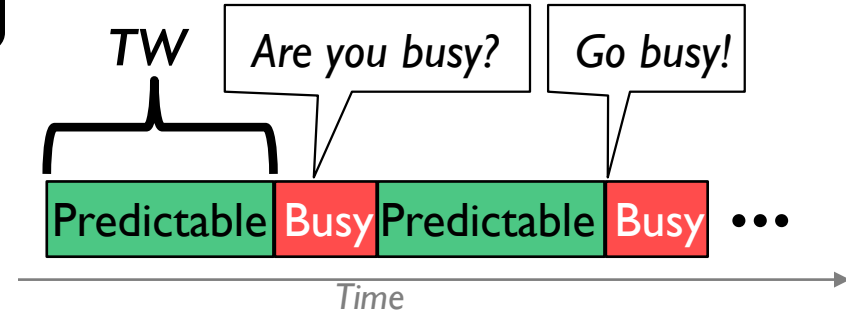 TW
Are you busy?
Go busy!
Predictable Busy Predictable Busy •••
Time